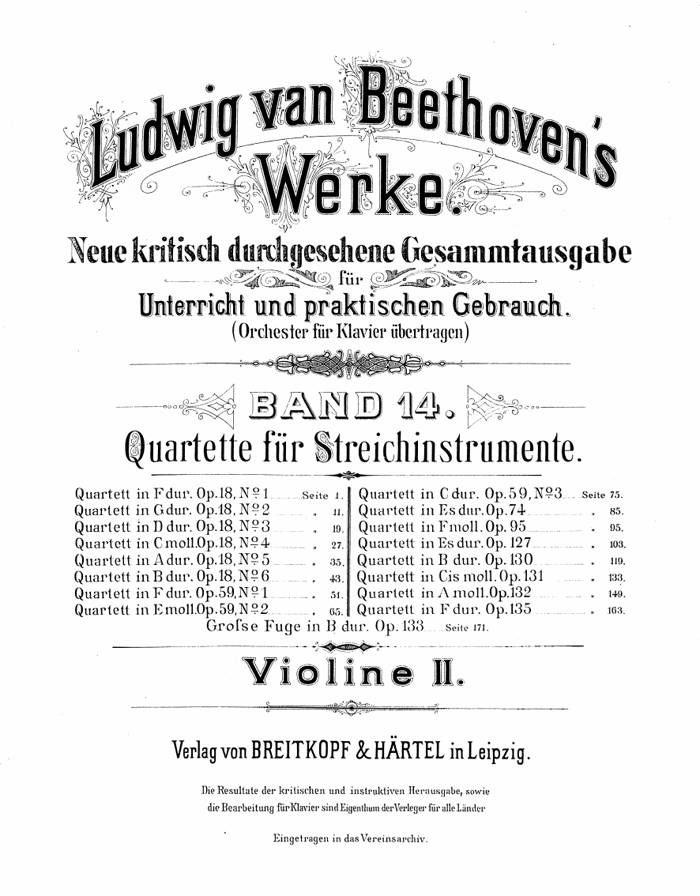 Ludwig van Beethoven's
Werke.
Neue kritisch durchgesehene Gesammtausgabe
für
Unterricht und praktischen Gebrauch.
(Orchester für Klavier übertragen)
BAND 14.
Quartette für Streichinstrumente.
Quartett in F dur. Op. 18, No 1 Seite 1.
Quartett in G dur. Op. 18, No 2 „ 11.
Quartett in D dur. Op. 18, No 3 „ 19.
Quartett in C moll. Op. 18, No 4 „ 27.
Quartett in A dur. Op. 18, No 5 „ 35.
Quartett in B dur. Op. 18, No 6 „ 43.
Quartett in F dur. Op. 59, No 1 „ 51.
Quartett in E moll. Op. 59, No 2 „ 65.
Quartett in C dur. Op. 59, No 3 Seite 75.
Quartett in Es dur. Op. 74 „ 85.
Quartett in F moll. Op. 95 „ 95.
Quartett in Es dur. Op. 127 „ 103.
Quartett in B dur. Op. 130 „ 119.
Quartett in Cis moll. Op. 131 „ 133.
Quartett in A moll. Op. 132 „ 149.
Quartett in F dur. Op. 135 „ 163.
Grofse Fuge in B dur. Op. 133 Seite 171.
Violine II.
Verlag von BREITKOPF & HÄRTEL in Leipzig.
Die Resultate der kritischen und instruktiven Herausgabe, sowie
die Bearbeitung für Klavier sind Eigenthum der Verleger für alle Länder
Eingetragen in das Vereinsarchiv.